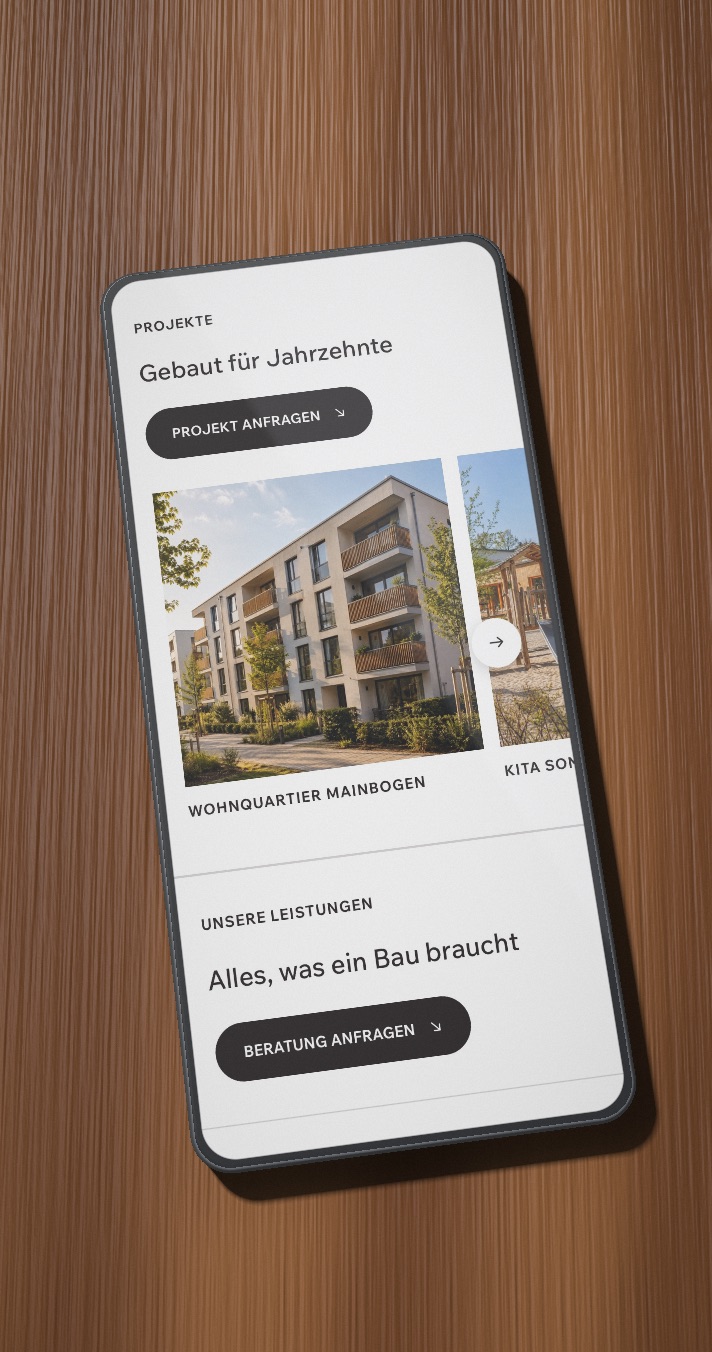 PROJEKTE
Gebaut für Jahrzehnte
PROJEKT ANFRAGEN
WOHNQUARTIER MAINBOGEN
KITA
UNSERE LEISTUNGEN
Alles, was ein Bau braucht
BERATUNG ANFRAGEN